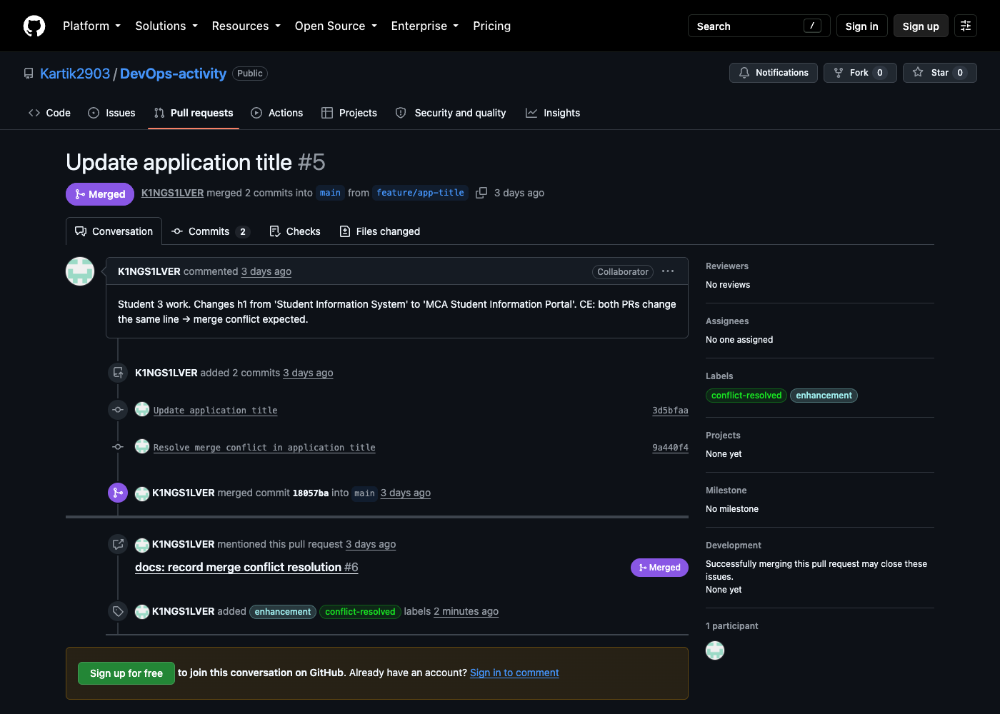 Platform Solutions Resources Open Source Enterprise Pricing Search / Sign in Sign up
Kartik2903 / DevOps-activity Public Notifications Fork 0 Star 0
Code Issues Pull requests Actions Projects Security and quality Insights
Update application title #5
Merged K1NGS1LVER merged 2 commits into main from feature/app-title 3 days ago
Conversation Commits 2 Checks Files changed
K1NGS1LVER commented 3 days ago Collaborator ...
Student 3 work. Changes h1 from 'Student Information System' to 'MCA Student Information Portal'. CE: both PRs change
the same line → merge conflict expected.
K1NGS1LVER added 2 commits 3 days ago
Update application title 3d5bfaa
Resolve merge conflict in application title 9a440f4
K1NGS1LVER merged commit 18057ba into main 3 days ago
K1NGS1LVER mentioned this pull request 3 days ago
docs: record merge conflict resolution #6 Merged
K1NGS1LVER added enhancement conflict-resolved labels 2 minutes ago
Sign up for free to join this conversation on GitHub. Already have an account? Sign in to comment
Reviewers
No reviews
Assignees
No one assigned
Labels
conflict-resolved enhancement
Projects
None yet
Milestone
No milestone
Development
Successfully merging this pull request may close these
issues.
None yet
1 participant